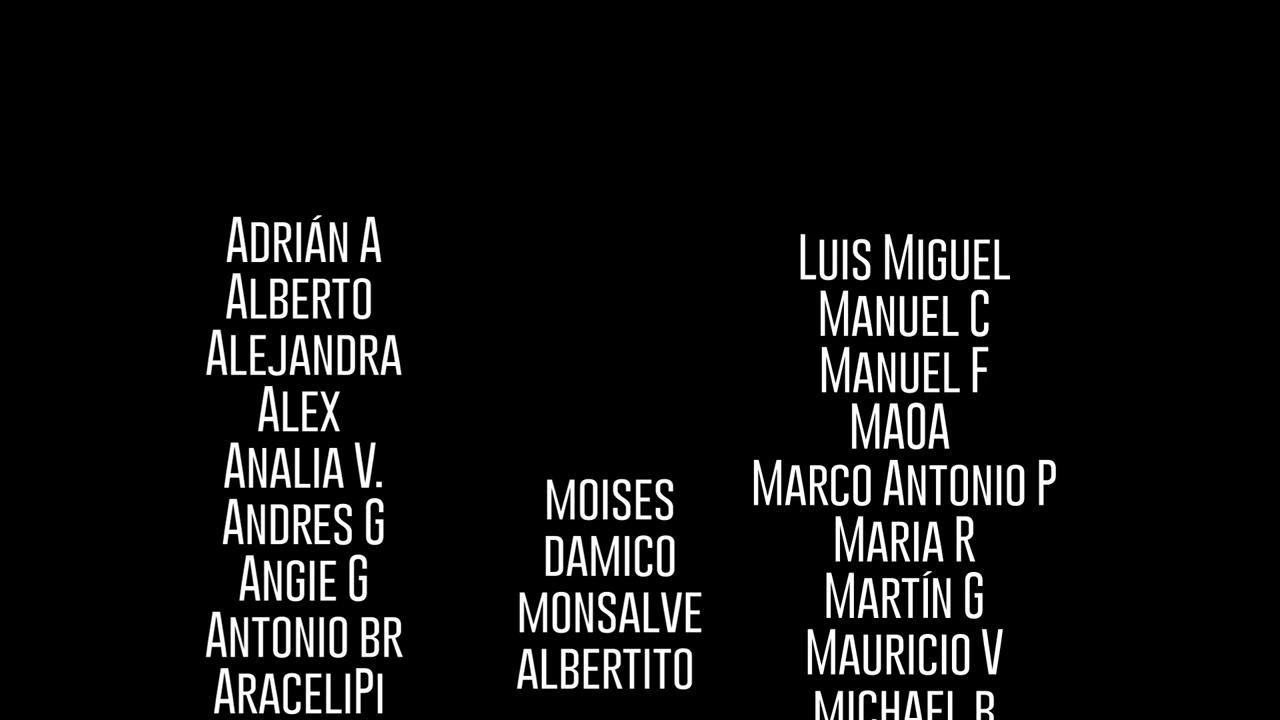 Adrián A
Alberto
Alejandra
Alex
Analia V.
Andres G
Angie G
Antonio br
AraceliPi
moises
damico
monsalve
albertito
Luis Miguel
Manuel C
Manuel F
MAOA
Marco Antonio P
Maria R
Martín G
Mauricio V
michael r